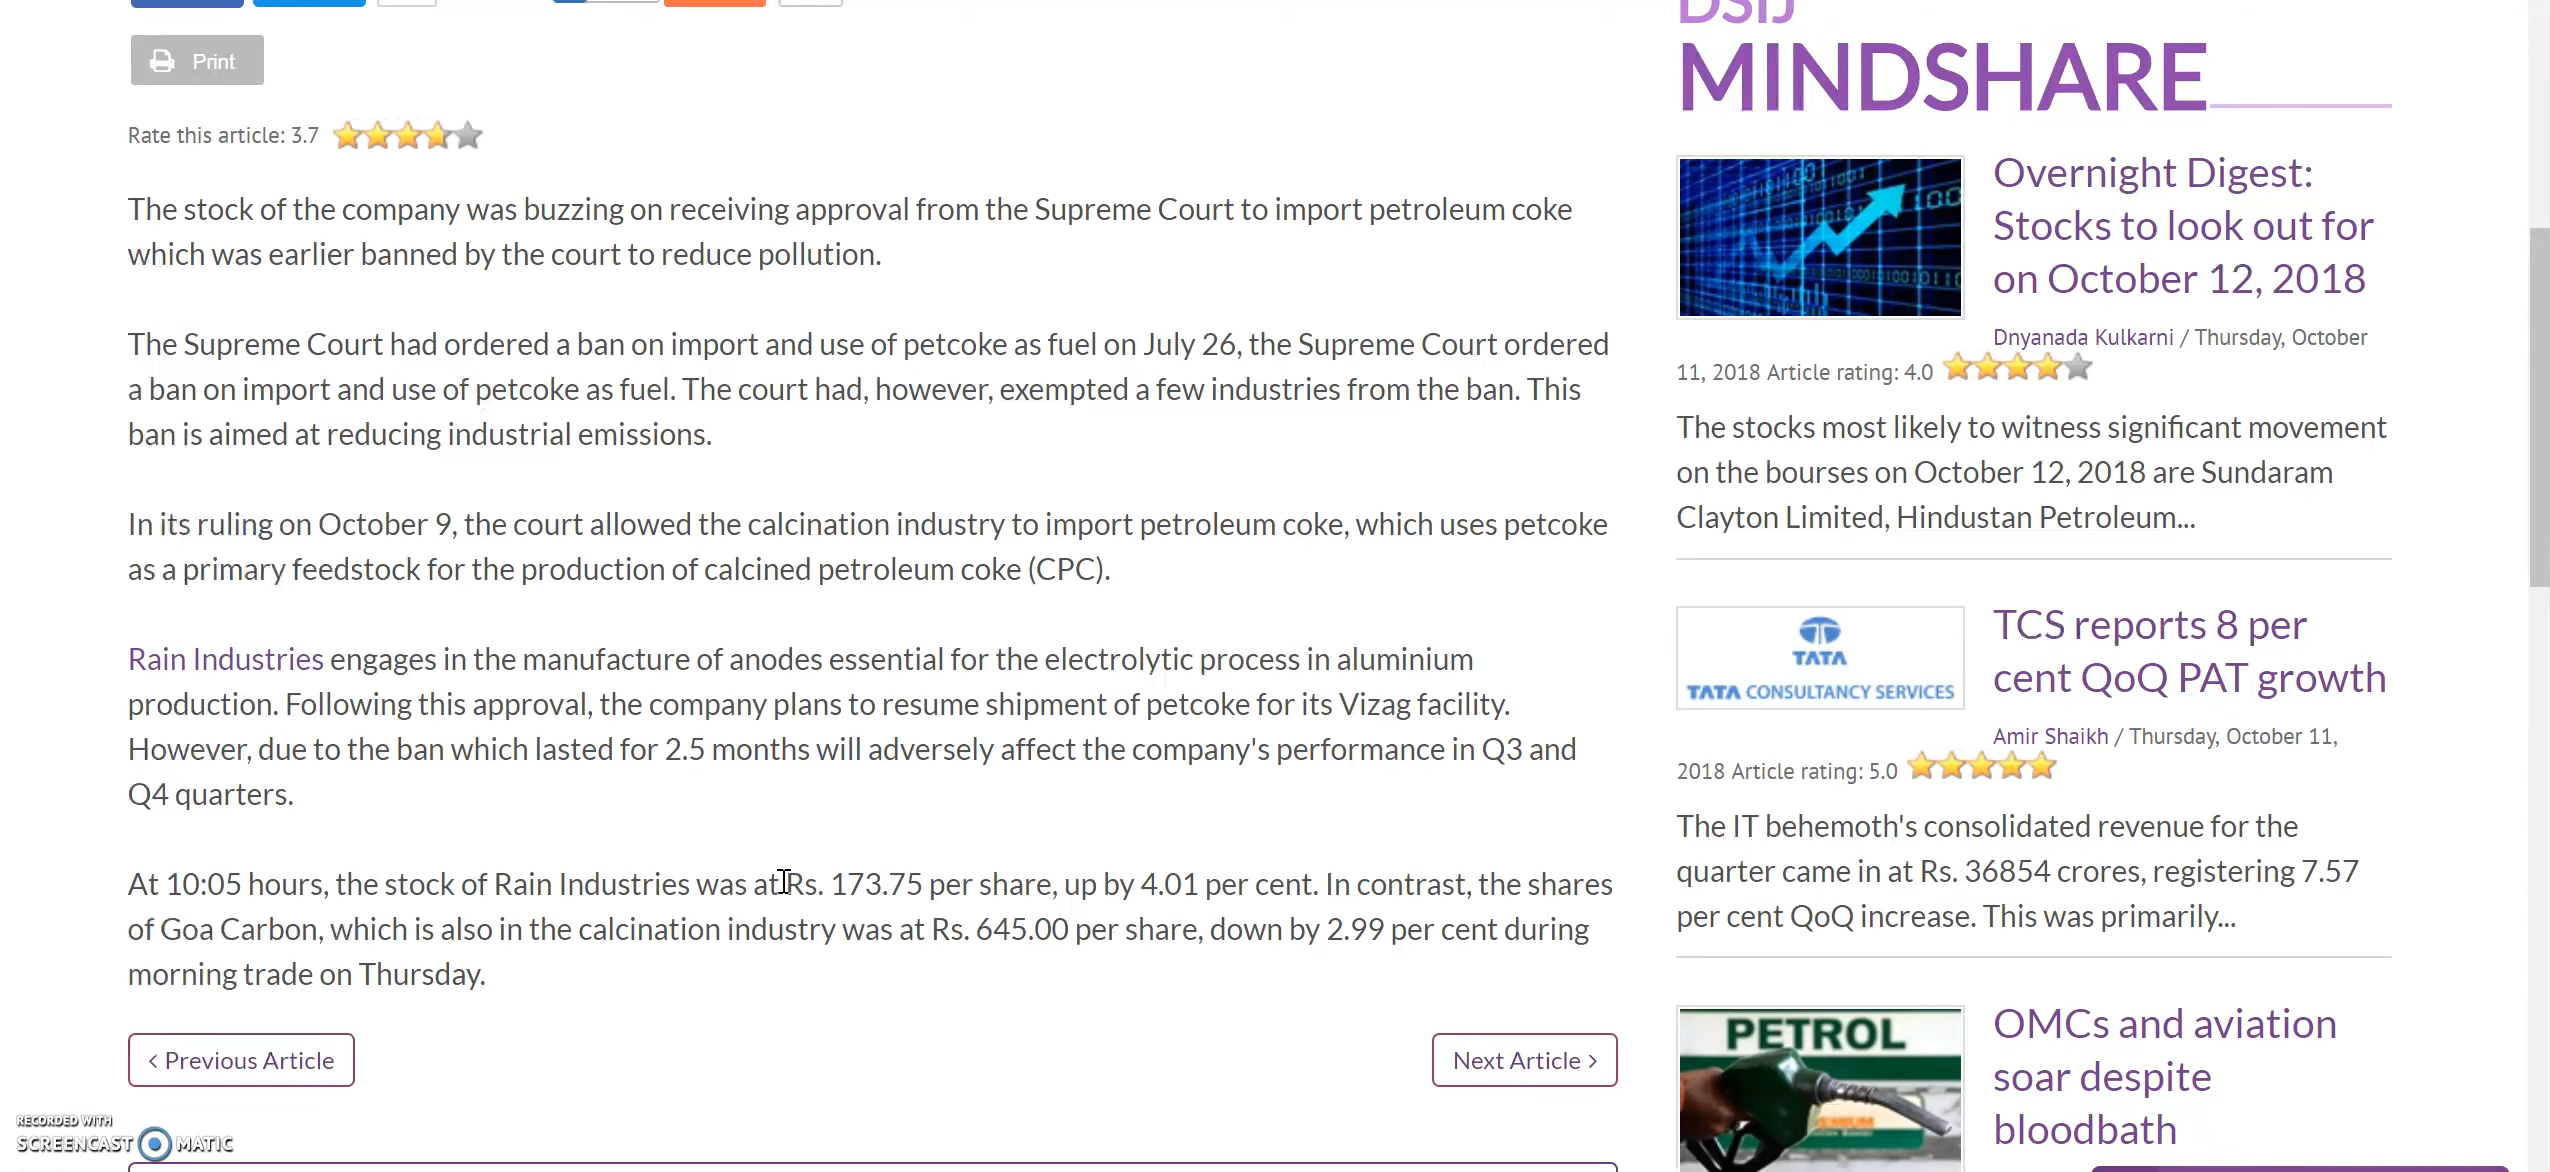 Print
Rate this article: 3.7
The stock of the company was buzzing on receiving approval from the Supreme Court to import petroleum coke
which was earlier banned by the court to reduce pollution.
The Supreme Court had ordered a ban on import and use of petcoke as fuel on July 26, the Supreme Court ordered
a ban on import and use of petcoke as fuel. The court had, however, exempted a few industries from the ban. This
ban is aimed at reducing industrial emissions.
In its ruling on October 9, the court allowed the calcination industry to import petroleum coke, which uses petcoke
as a primary feedstock for the production of calcined petroleum coke (CPC).
Rain Industries engages in the manufacture of anodes essential for the electrolytic process in aluminium
production. Following this approval, the company plans to resume shipment of petcoke for its Vizag facility.
However, due to the ban which lasted for 2.5 months will adversely affect the company's performance in Q3 and
Q4 quarters.
At 10:05 hours, the stock of Rain Industries was at Rs. 173.75 per share, up by 4.01 per cent. In contrast, the shares
of Goa Carbon, which is also in the calcination industry was at Rs. 645.00 per share, down by 2.99 per cent during
morning trade on Thursday.
‹ Previous Article
Next Article ›
RECORDED WITH
SCREENCAST MATIC
DSIJ
MINDSHARE
Overnight Digest:
Stocks to look out for
on October 12, 2018
Dnyanada Kulkarni / Thursday, October
11, 2018 Article rating: 4.0
The stocks most likely to witness significant movement
on the bourses on October 12, 2018 are Sundaram
Clayton Limited, Hindustan Petroleum...
TATA
TATA CONSULTANCY SERVICES
TCS reports 8 per
cent QoQ PAT growth
Amir Shaikh / Thursday, October 11,
2018 Article rating: 5.0
The IT behemoth's consolidated revenue for the
quarter came in at Rs. 36854 crores, registering 7.57
per cent QoQ increase. This was primarily...
PETROL
OMCs and aviation
soar despite
bloodbath